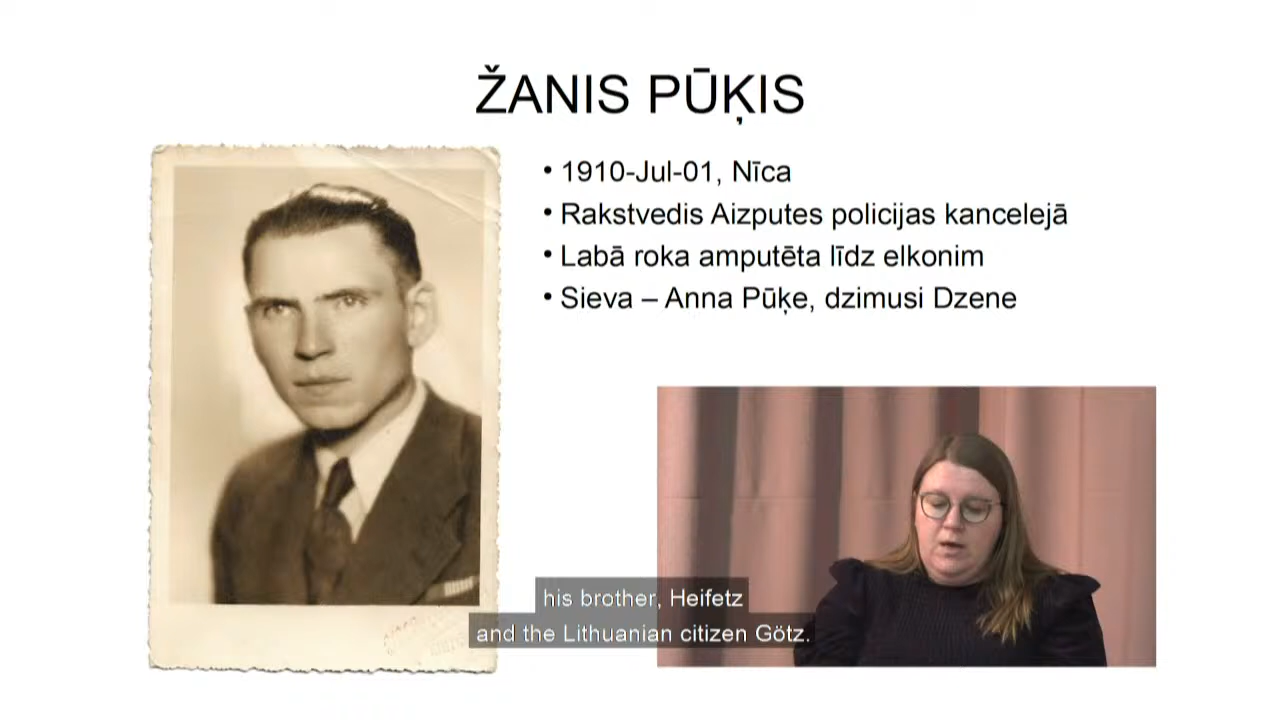 ŽANIS PŪĶIS
• 1910-Jul-01, Nīca
• Rakstvedis Aizputes policijas kancelejā
• Labā roka amputēta līdz elkonim
• Sieva – Anna Pūķe, dzimusi Dzene
his brother, Heifetz
and the Lithuanian citizen Götz.